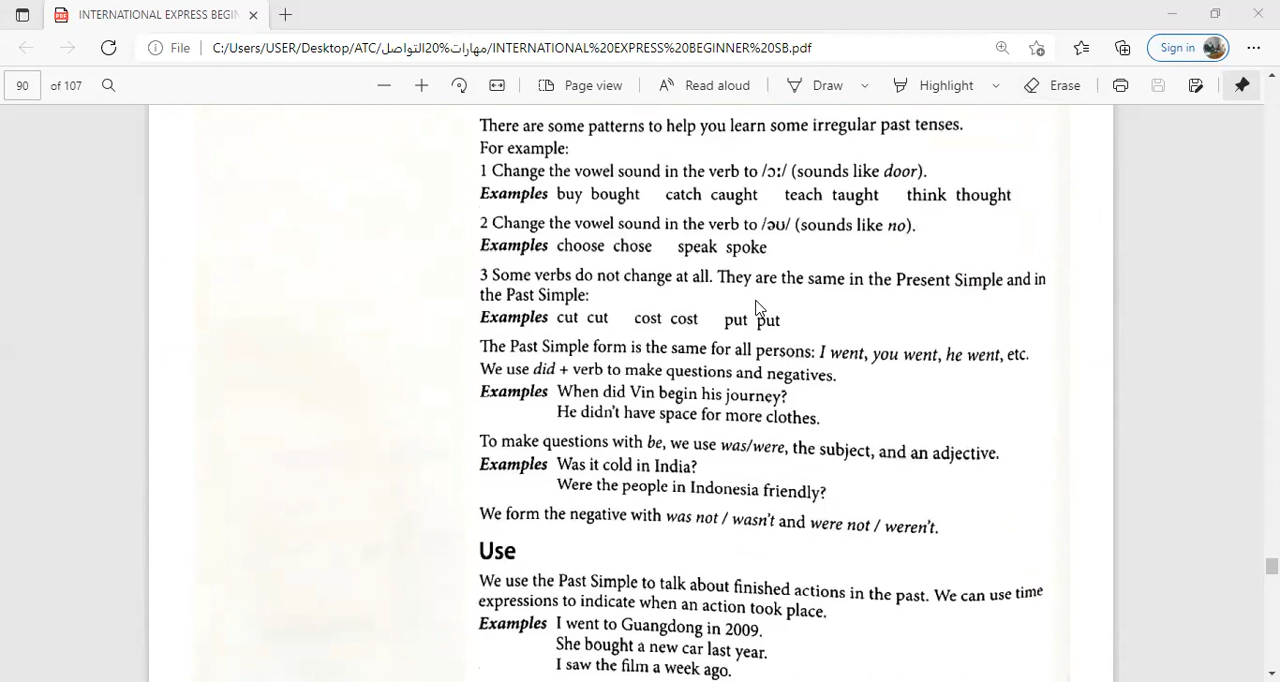 INTERNATIONAL EXPRESS BEGIN
File
C:/Users/USER/Desktop/ATC/مهارات%20التواصل/INTERNATIONAL%20EXPRESS%20BEGINNER%20SB.pdf
Sign in
90 of 107
Page view
Read aloud
Draw
Highlight
Erase
There are some patterns to help you learn some irregular past tenses.
For example:
1 Change the vowel sound in the verb to /ɔː/ (sounds like door).
Examples buy bought catch caught teach taught think thought
2 Change the vowel sound in the verb to /əʊ/ (sounds like no).
Examples choose chose speak spoke
3 Some verbs do not change at all. They are the same in the Present Simple and in
the Past Simple:
Examples cut cut cost cost put put
The Past Simple form is the same for all persons: I went, you went, he went, etc.
We use did + verb to make questions and negatives.
Examples When did Vin begin his journey?
He didn't have space for more clothes.
To make questions with be, we use was/were, the subject, and an adjective.
Examples Was it cold in India?
Were the people in Indonesia friendly?
We form the negative with was not / wasn't and were not / weren't.
Use
We use the Past Simple to talk about finished actions in the past. We can use time
expressions to indicate when an action took place.
Examples I went to Guangdong in 2009.
She bought a new car last year.
I saw the film a week ago.